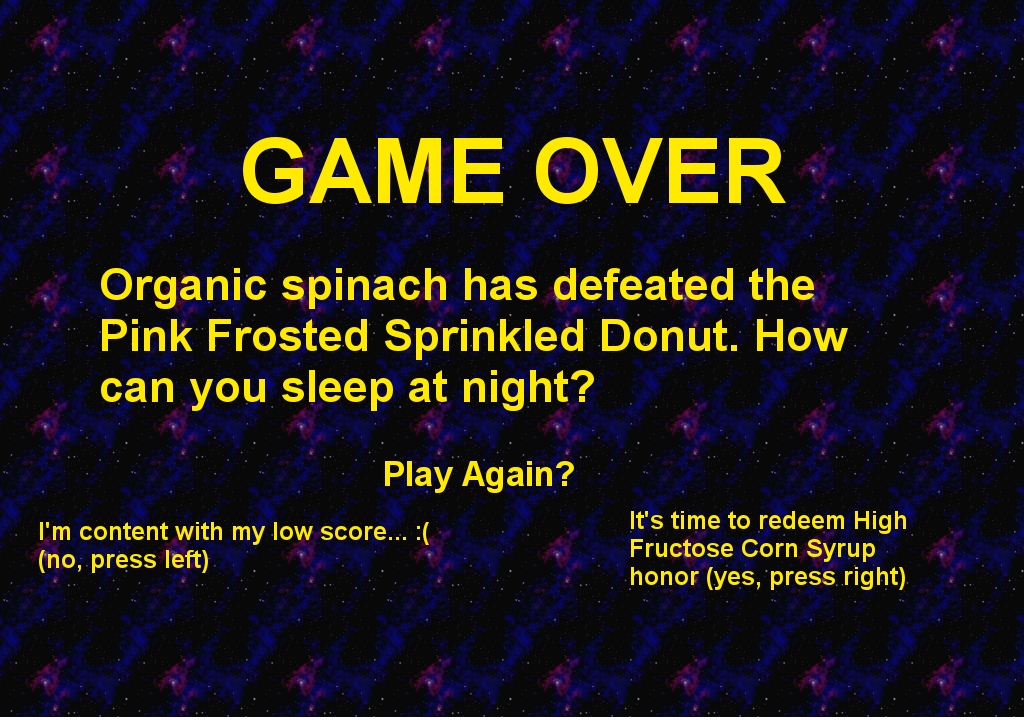 GAME OVER
Organic spinach has defeated the
Pink Frosted Sprinkled Donut. How
can you sleep at night?
Play Again?
I'm content with my low score... :(
(no, press left)
It's time to redeem High
Fructose Corn Syrup
honor (yes, press right)